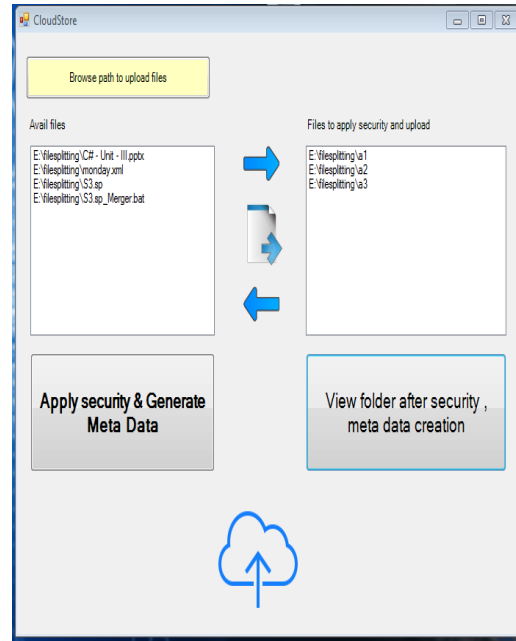 CloudStore
Browse path to upload files
Avail files
Files to apply security and upload
E:\filesplitting\C# - Unit - III.pptx
E:\filesplitting\monday.xml
E:\filesplitting\S3.sp
E:\filesplitting\S3.sp_Merger.bat
E:\filesplitting\a1
E:\filesplitting\a2
E:\filesplitting\a3
Apply security & Generate
Meta Data
View folder after security ,
meta data creation